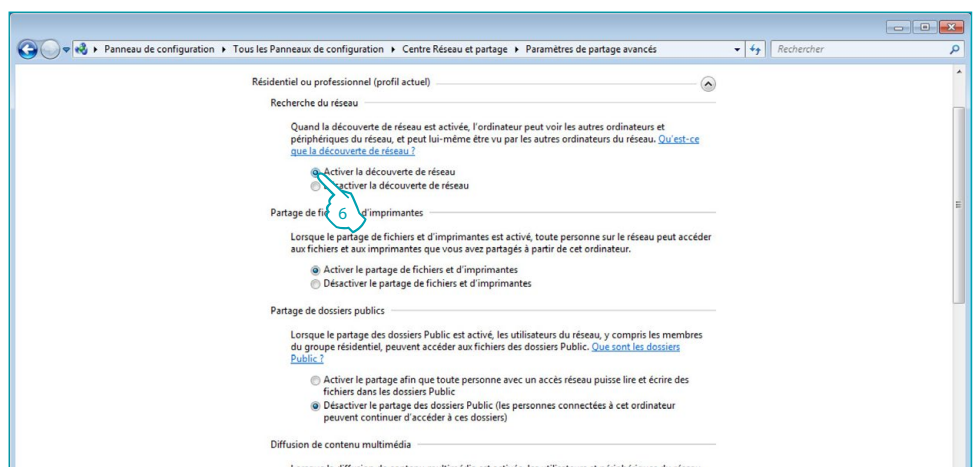 Panneau de configuration ▸ Tous les Panneaux de configuration ▸ Centre Réseau et partage ▸ Paramètres de partage avancés
Rechercher
Résidentiel ou professionnel (profil actuel)
Recherche du réseau
Quand la découverte de réseau est activée, l'ordinateur peut voir les autres ordinateurs et
périphériques du réseau, et peut lui-même être vu par les autres ordinateurs du réseau. Qu'est-ce
que la découverte de réseau ?
Activer la découverte de réseau
la découverte de réseau
6
Partage de d'imprimantes
Lorsque le partage de fichiers et d'imprimantes est activé, toute personne sur le réseau peut accéder
aux fichiers et aux imprimantes que vous avez partagés à partir de cet ordinateur.
Activer le partage de fichiers et d'imprimantes
Désactiver le partage de fichiers et d'imprimantes
Partage de dossiers publics
Lorsque le partage des dossiers Public est activé, les utilisateurs du réseau, y compris les membres
du groupe résidentiel, peuvent accéder aux fichiers des dossiers Public. Que sont les dossiers
Public ?
Activer le partage afin que toute personne avec un accès réseau puisse lire et écrire des
fichiers dans les dossiers Public
Désactiver le partage des dossiers Public (les personnes connectées à cet ordinateur
peuvent continuer d'accéder à ces dossiers)
Diffusion de contenu multimédia